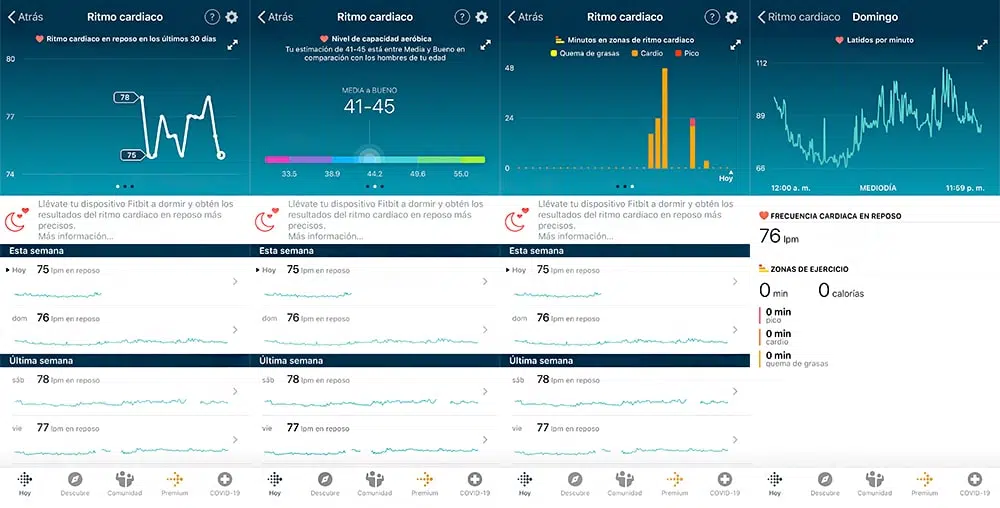 Atrás
Ritmo cardiaco
?
Ritmo cardiaco en reposo en los últimos 30 días
80
78
77
75
74
Llévate tu dispositivo Fitbit a dormir y obtén los
resultados del ritmo cardiaco en reposo más
precisos.
Más información...
Esta semana
Hoy 75 lpm en reposo
dom 76 lpm en reposo
Última semana
sáb 78 lpm en reposo
vie 77 lpm en reposo
Hoy Descubre Comunidad Premium COVID-19
Atrás
Ritmo cardiaco
?
Nivel de capacidad aeróbica
Tu estimación de 41-45 está entre Media y Bueno en
comparación con los hombres de tu edad
MEDIA a BUENO
41-45
33.5 38.9 44.2 49.6 55.0
Llévate tu dispositivo Fitbit a dormir y obtén los
resultados del ritmo cardiaco en reposo más
precisos.
Más información...
Esta semana
Hoy 75 lpm en reposo
dom 76 lpm en reposo
Última semana
sáb 78 lpm en reposo
vie 77 lpm en reposo
Hoy Descubre Comunidad Premium COVID-19
Atrás
Ritmo cardiaco
?
Minutos en zonas de ritmo cardiaco
Quema de grasas Cardio Pico
48
24
0
Hoy
Llévate tu dispositivo Fitbit a dormir y obtén los
resultados del ritmo cardiaco en reposo más
precisos.
Más información...
Esta semana
Hoy 75 lpm en reposo
dom 76 lpm en reposo
Última semana
sáb 78 lpm en reposo
vie 77 lpm en reposo
Hoy Descubre Comunidad Premium COVID-19
Ritmo cardiaco
Domingo
Latidos por minuto
112
89
66
12:00 a. m. MEDIODÍA 11:59 p. m.
FRECUENCIA CARDIACA EN REPOSO
76 lpm
ZONAS DE EJERCICIO
0 min 0 calorías
0 min
pico
0 min
cardio
0 min
quema de grasas
Hoy Descubre Comunidad Premium COVID-19